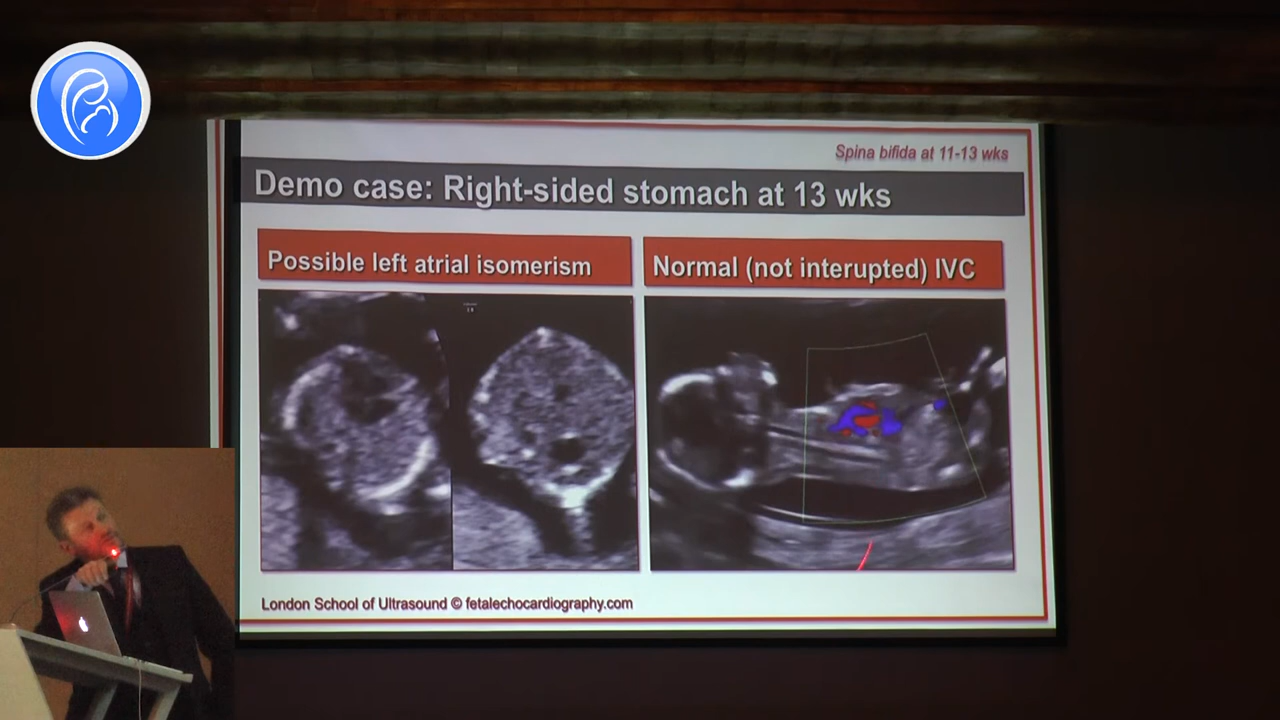 Spina bifida at 11-13 wks
Demo case: Right-sided stomach at 13 wks
Possible left atrial isomerism
Normal (not interupted) IVC
London School of Ultrasound © fetalechocardiography.com